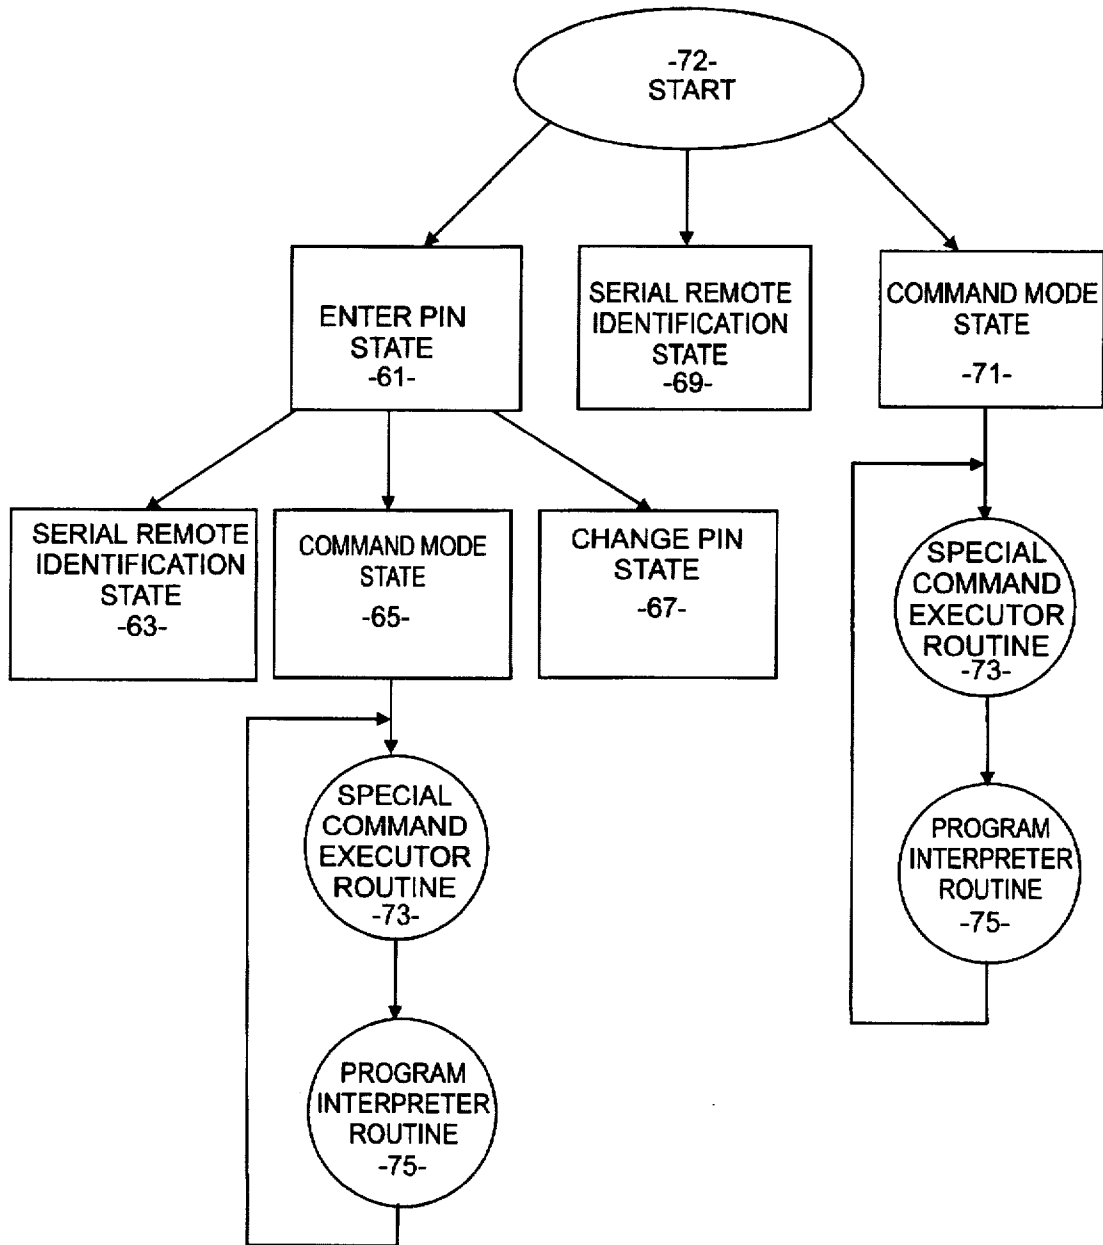 -72-
START
ENTER PIN
STATE
-61-
SERIAL REMOTE
IDENTIFICATION
STATE
-69-
COMMAND MODE
STATE
-71-
SERIAL REMOTE
IDENTIFICATION
STATE
-63-
COMMAND MODE
STATE
-65-
CHANGE PIN
STATE
-67-
SPECIAL
COMMAND
EXECUTOR
ROUTINE
-73-
SPECIAL
COMMAND
EXECUTOR
ROUTINE
-73-
PROGRAM
INTERPRETER
ROUTINE
-75-
PROGRAM
INTERPRETER
ROUTINE
-75-